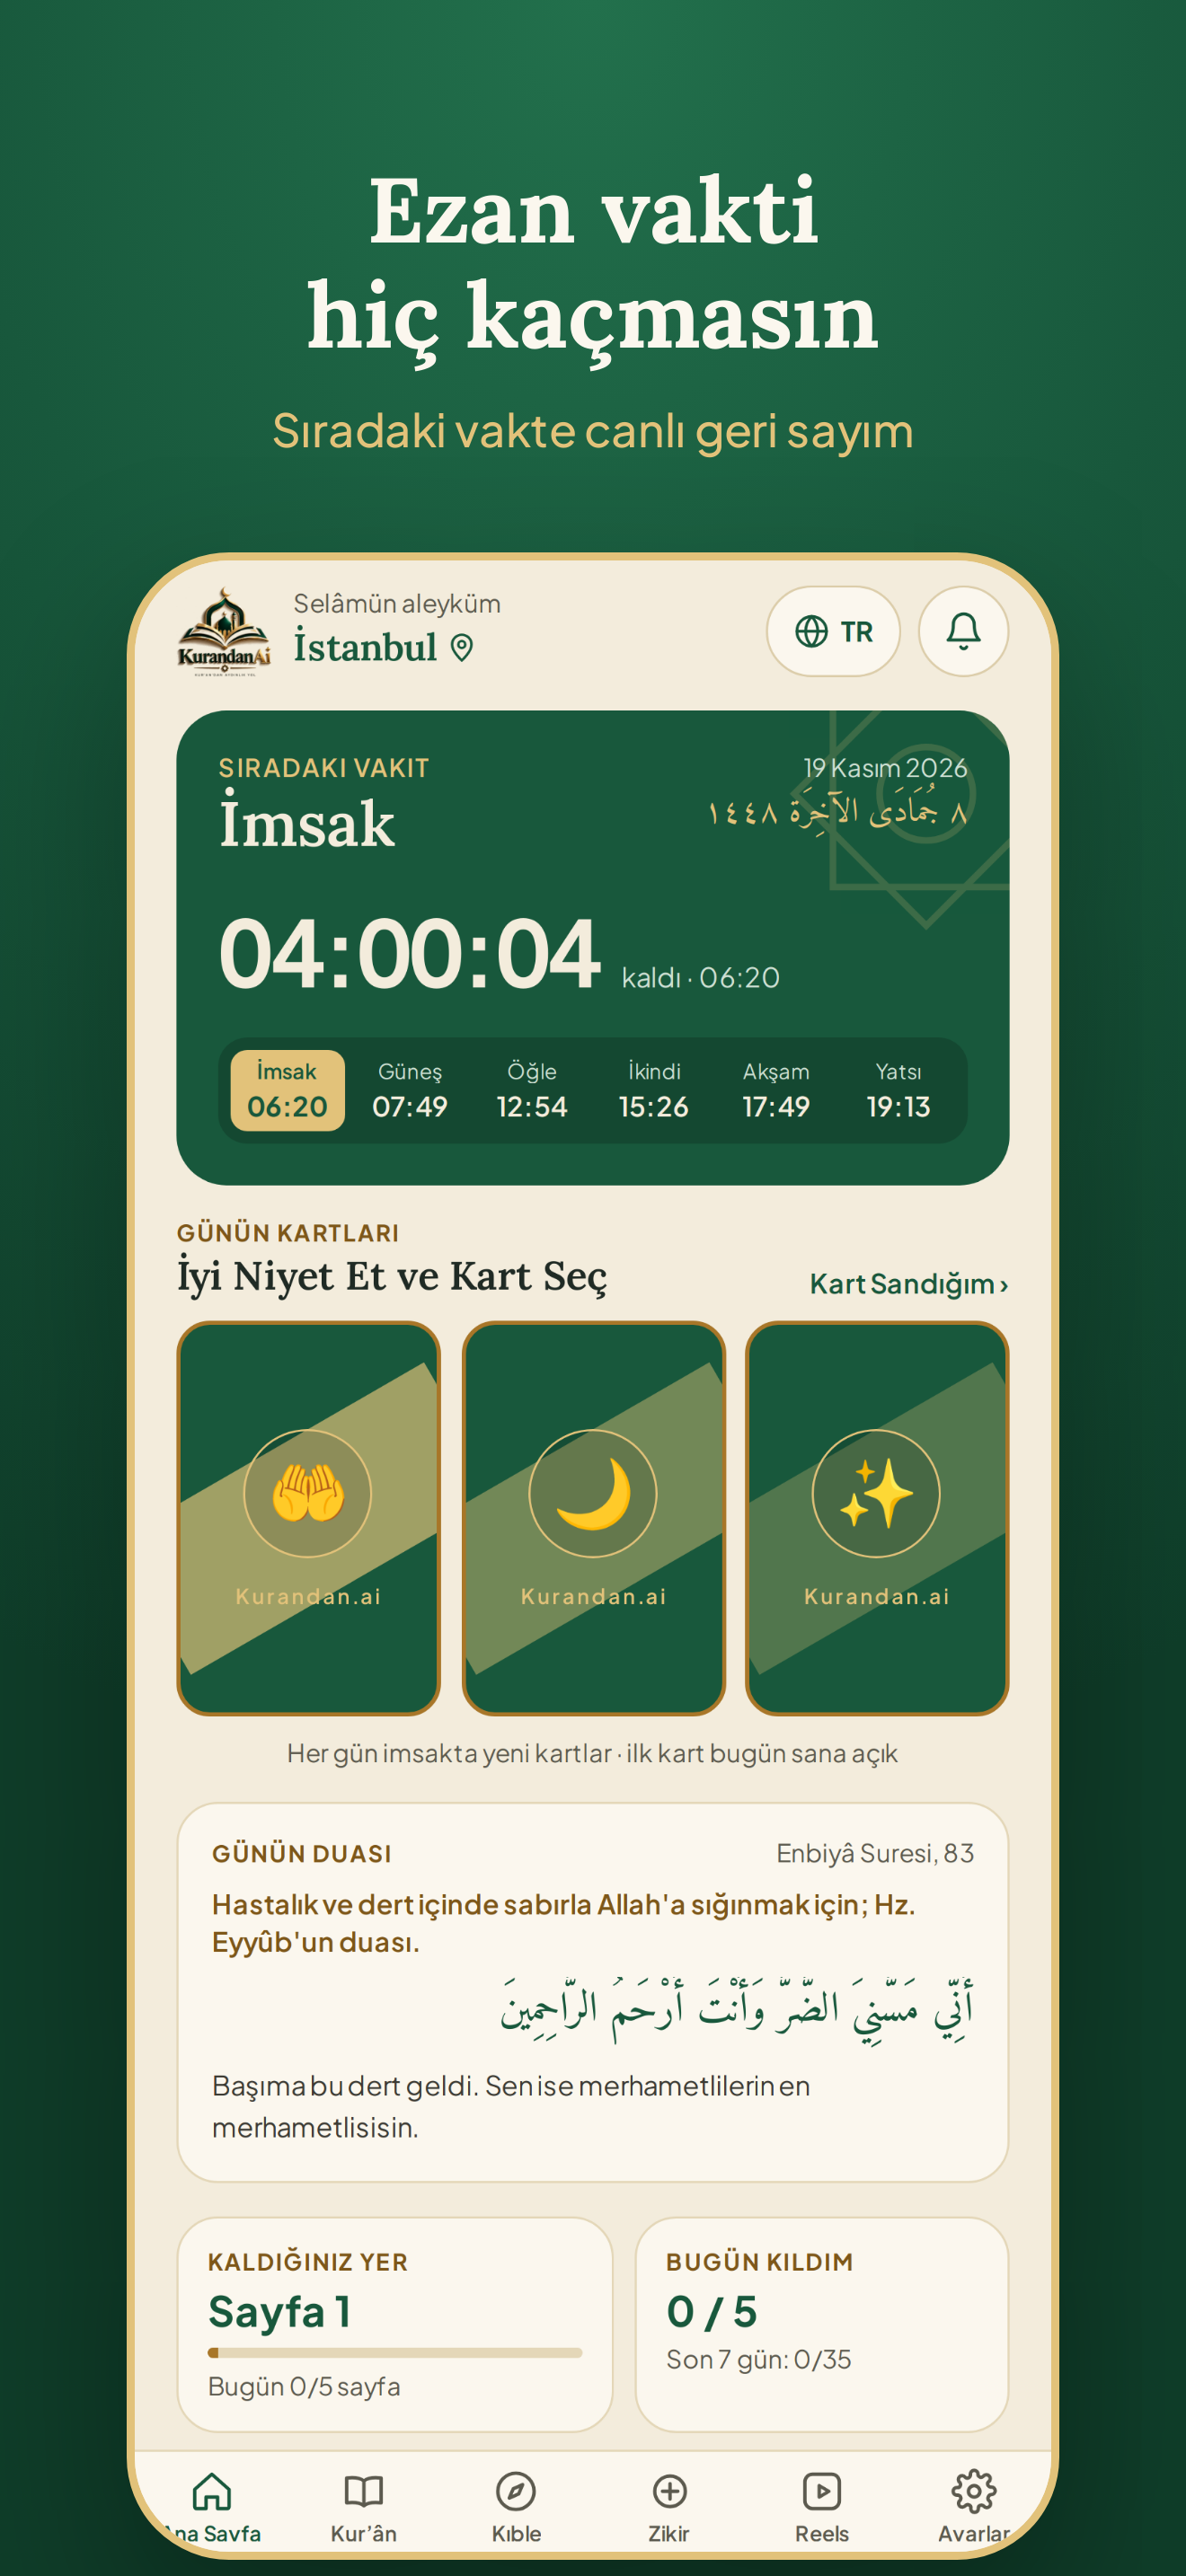 Ezan vakti
hiç kaçmasın
Sıradaki vakte canlı geri sayım
KurandanAi
Selâmün aleyküm
İstanbul
TR
SIRADAKI VAKIT
19 Kasım 2026
İmsak
٨ جُمَادَى الآخِرَة ١٤٤٨
04:00:04 kaldı · 06:20
İmsak Güneş Öğle İkindi Akşam Yatsı
06:20 07:49 12:54 15:26 17:49 19:13
GÜNÜN KARTLARI
İyi Niyet Et ve Kart Seç
Kart Sandığım ›
Kurandan.ai Kurandan.ai Kurandan.ai
Her gün imsakta yeni kartlar · ilk kart bugün sana açık
GÜNÜN DUASI
Enbiyâ Suresi, 83
Hastalık ve dert içinde sabırla Allah'a sığınmak için; Hz.
Eyyûb'un duası.
أَنِّي مَسَّنِيَ الضُّرُّ وَأَنْتَ أَرْحَمُ الرَّاحِمِينَ
Başıma bu dert geldi. Sen ise merhametlilerin en
merhametlisisin.
KALDIĞINIZ YER
Sayfa 1
Bugün 0/5 sayfa
BUGÜN KILDIM
0 / 5
Son 7 gün: 0/35
Ana Sayfa Kur'ân Kıble Zikir Reels Ayarlar